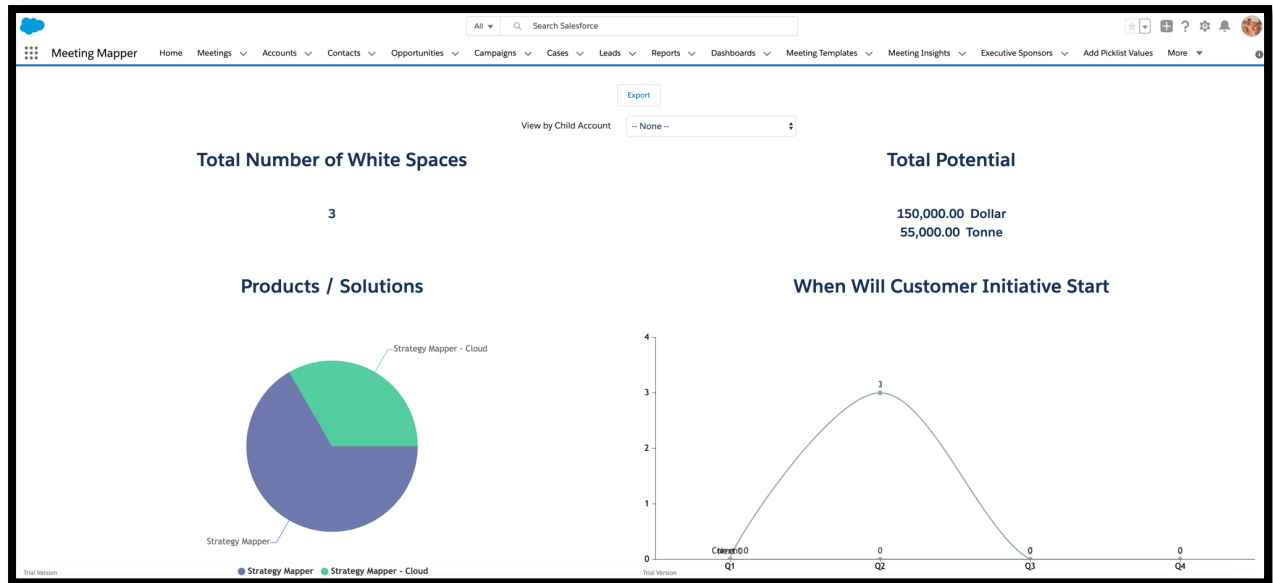 All
Search Salesforce
Meeting Mapper Home Meetings Accounts Contacts Opportunities Campaigns Cases Leads Reports Dashboards Meeting Templates Meeting Insights Executive Sponsors Add Picklist Values More
Export
View by Child Account -- None --
Total Number of White Spaces
3
Total Potential
150,000.00 Dollar
55,000.00 Tonne
Products / Solutions
Strategy Mapper - Cloud
Strategy Mapper
Strategy Mapper Strategy Mapper - Cloud
Trial Version
When Will Customer Initiative Start
4
3
3
2
1
0 0 0 0 0
Q1 Q2 Q3 Q4
Trial Version